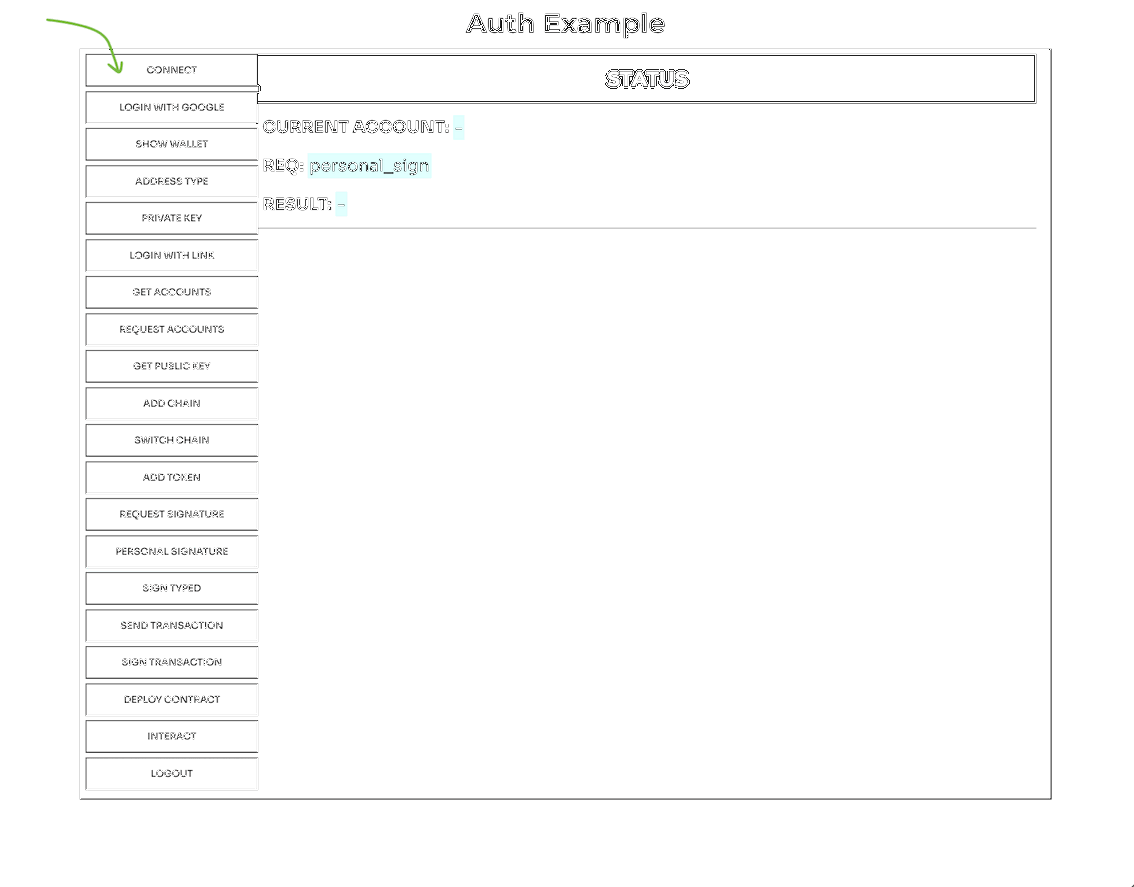 Auth Example
CONNECT
LOGIN WITH GOOGLE
SHOW WALLET
ADDRESS TYPE
PRIVATE KEY
LOGIN WITH LINK
GET ACCOUNTS
REQUEST ACCOUNTS
GET PUBLIC KEY
ADD CHAIN
SWITCH CHAIN
ADD TOKEN
REQUEST SIGNATURE
PERSONAL SIGNATURE
SIGN TYPED
SEND TRANSACTION
SIGN TRANSACTION
DEPLOY CONTRACT
INTERACT
LOGOUT
STATUS
CURRENT ACCOUNT: -
REQ: personal_sign
RESULT: -